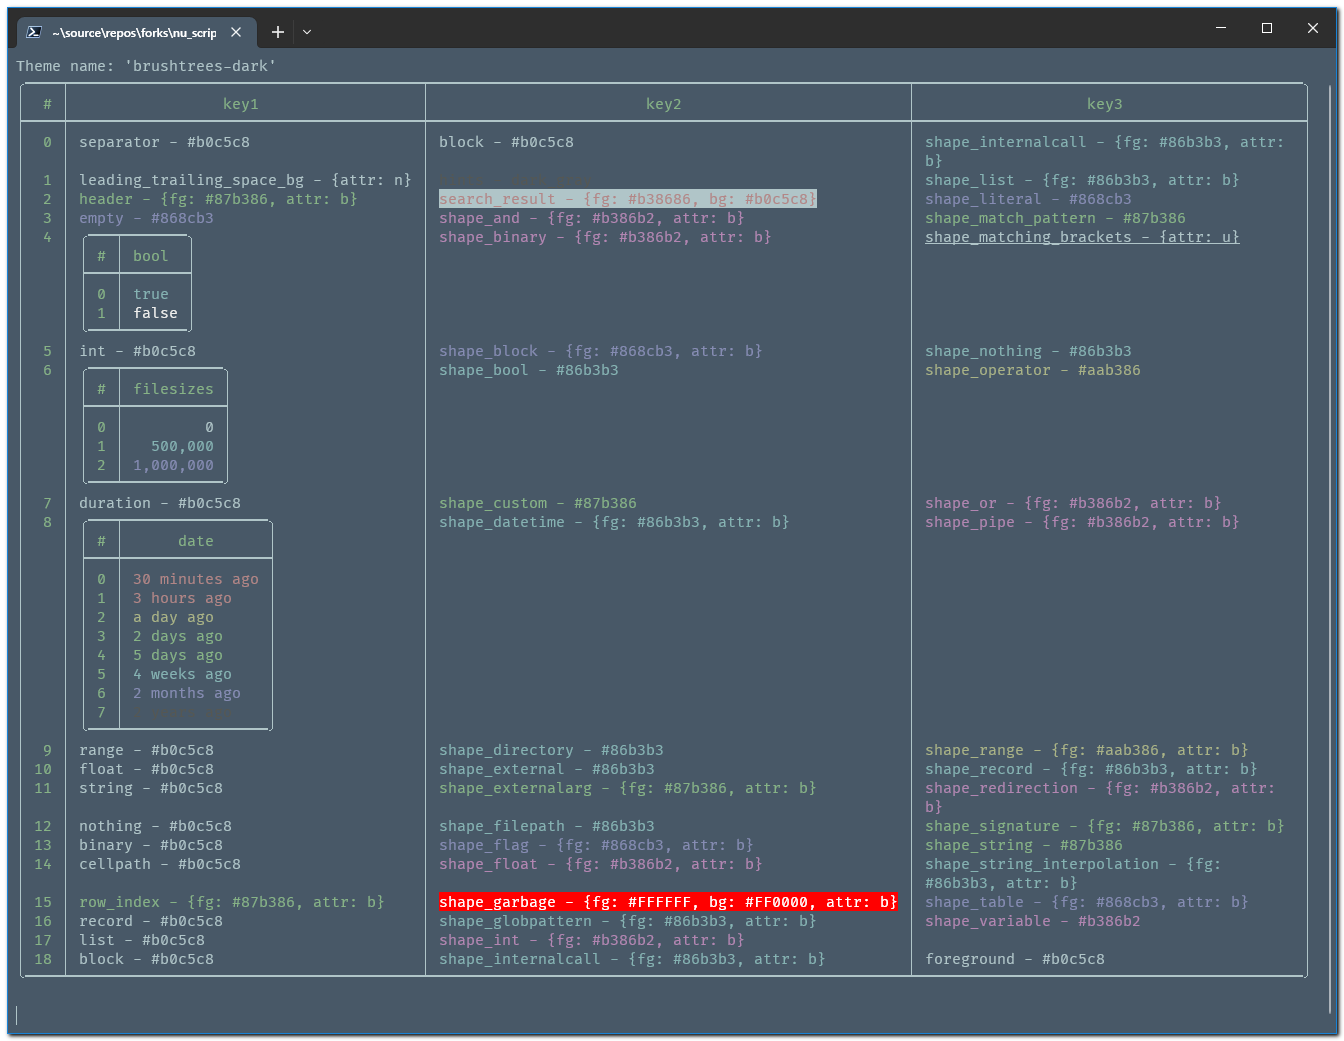 ~\source\repos\forks\nu_scrip
Theme name: 'brushtrees-dark'
# key1 key2 key3
0 separator - #b0c5c8 block - #b0c5c8 shape_internalcall - {fg: #86b3b3, attr:
b}
1 leading_trailing_space_bg - {attr: n} shape_list - {fg: #86b3b3, attr: b}
2 header - {fg: #87b386, attr: b} search_result - {fg: #b38686, bg: #b0c5c8} shape_literal - #868cb3
3 empty - #868cb3 shape_and - {fg: #b386b2, attr: b} shape_match_pattern - #87b386
4 shape_binary - {fg: #b386b2, attr: b} shape_matching_brackets - {attr: u}
# bool
0 true
1 false
5 int - #b0c5c8 shape_block - {fg: #868cb3, attr: b} shape_nothing - #86b3b3
6 shape_bool - #86b3b3 shape_operator - #aab386
# filesizes
0 0
1 500,000
2 1,000,000
7 duration - #b0c5c8 shape_custom - #87b386 shape_or - {fg: #b386b2, attr: b}
8 shape_datetime - {fg: #86b3b3, attr: b} shape_pipe - {fg: #b386b2, attr: b}
# date
0 30 minutes ago
1 3 hours ago
2 a day ago
3 2 days ago
4 5 days ago
5 4 weeks ago
6 2 months ago
7
9 range - #b0c5c8 shape_directory - #86b3b3 shape_range - {fg: #aab386, attr: b}
10 float - #b0c5c8 shape_external - #86b3b3 shape_record - {fg: #86b3b3, attr: b}
11 string - #b0c5c8 shape_externalarg - {fg: #87b386, attr: b} shape_redirection - {fg: #b386b2, attr:
b}
12 nothing - #b0c5c8 shape_filepath - #86b3b3 shape_signature - {fg: #87b386, attr: b}
13 binary - #b0c5c8 shape_flag - {fg: #868cb3, attr: b} shape_string - #87b386
14 cellpath - #b0c5c8 shape_float - {fg: #b386b2, attr: b} shape_string_interpolation - {fg:
#86b3b3, attr: b}
15 row_index - {fg: #87b386, attr: b} shape_garbage - {fg: #FFFFFF, bg: #FF0000, attr: b} shape_table - {fg: #868cb3, attr: b}
16 record - #b0c5c8 shape_globpattern - {fg: #86b3b3, attr: b} shape_variable - #b386b2
17 list - #b0c5c8 shape_int - {fg: #b386b2, attr: b}
18 block - #b0c5c8 shape_internalcall - {fg: #86b3b3, attr: b} foreground - #b0c5c8